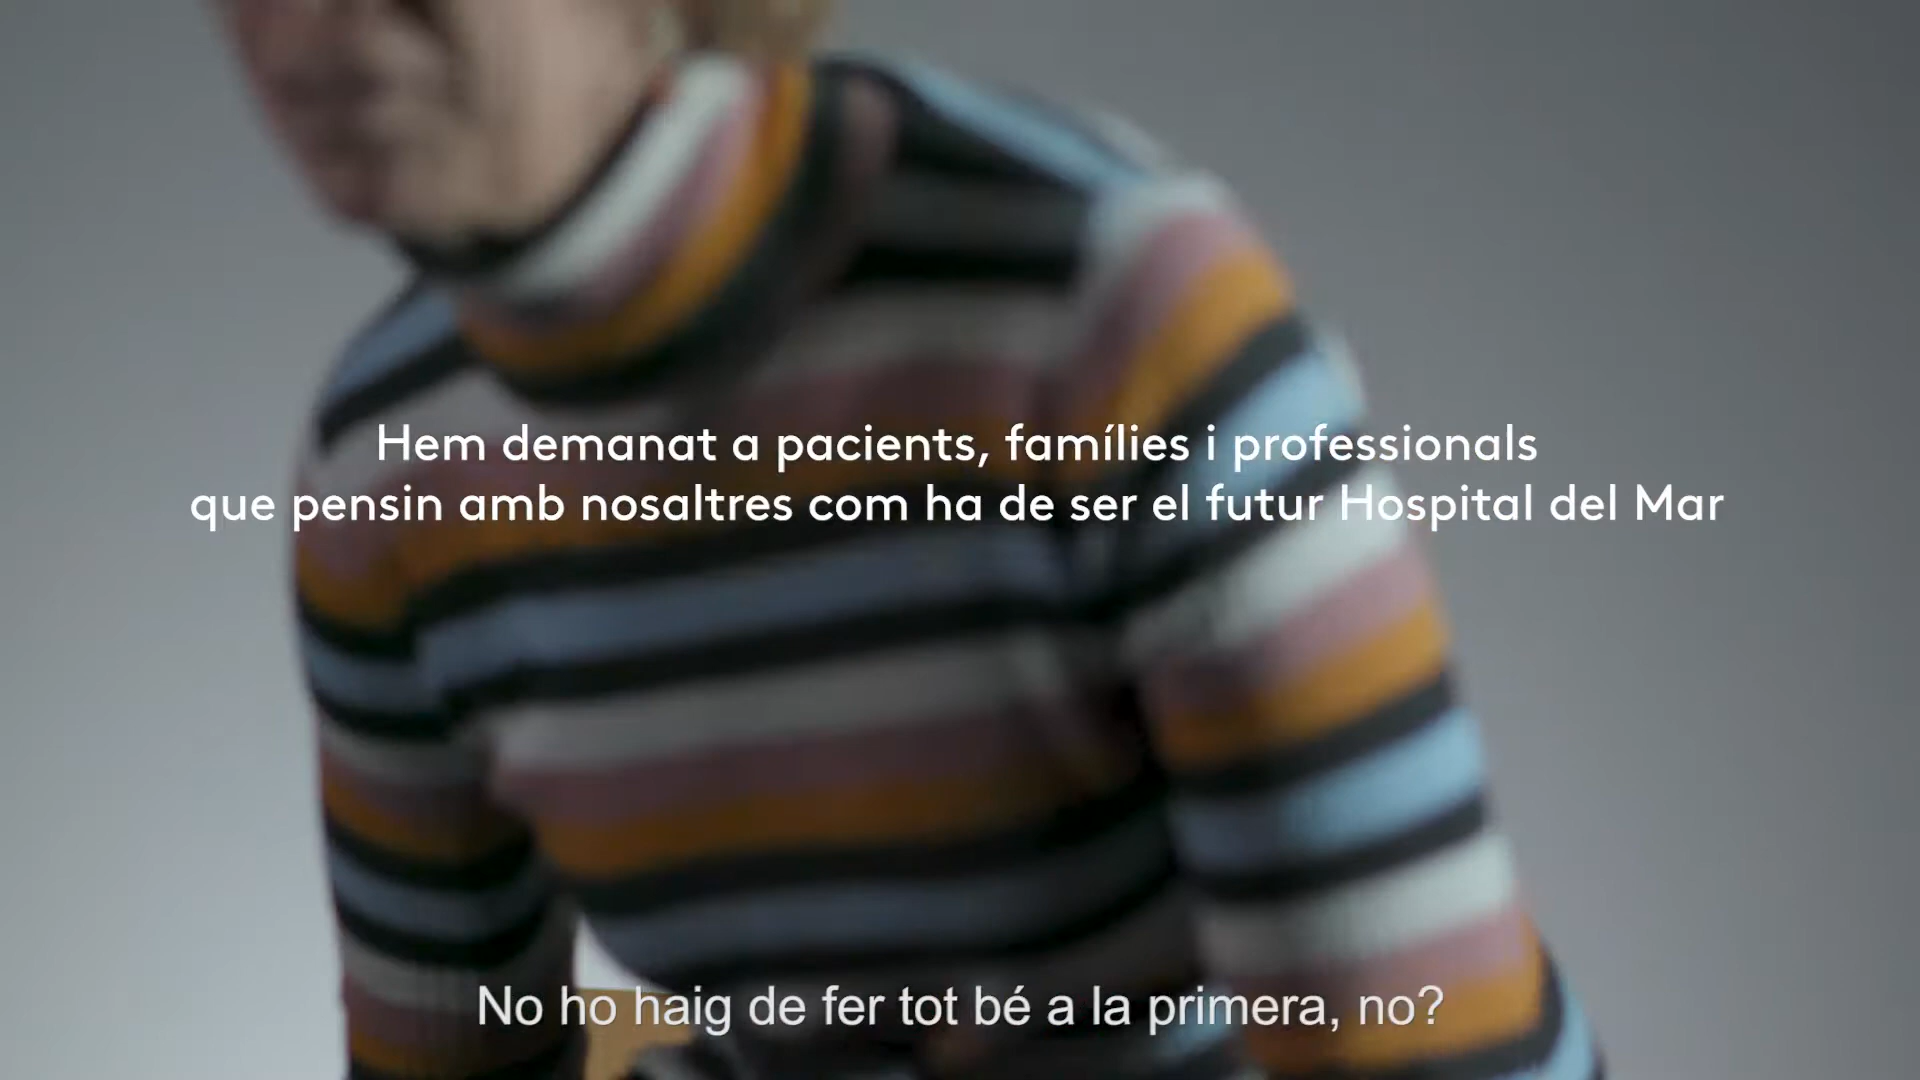 Hem demanat a pacients, famílies i professionals
que pensin amb nosaltres com ha de ser el futur Hospital del Mar
No ho haig de fer tot bé a la primera, no?